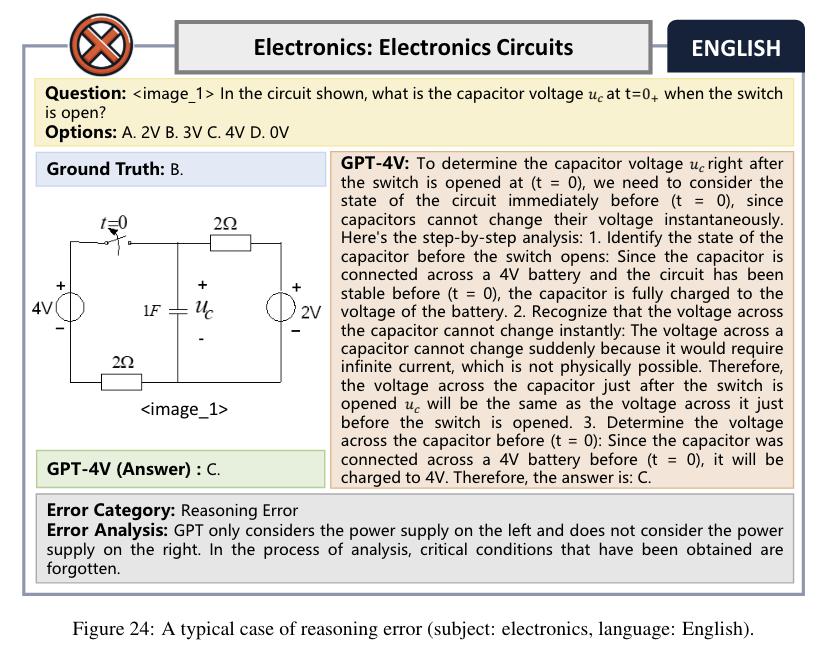 Electronics: Electronics Circuits
ENGLISH
Question: <image_1> In the circuit shown, what is the capacitor voltage u_c at t=0₊ when the switch
is open?
Options: A. 2V B. 3V C. 4V D. 0V
Ground Truth: B.
t=0
2Ω
+
+
+
4V
1F
u_c
2V
−
-
−
2Ω
<image_1>
GPT-4V (Answer) : C.
GPT-4V: To determine the capacitor voltage u_c right after
the switch is opened at (t = 0), we need to consider the
state of the circuit immediately before (t = 0), since
capacitors cannot change their voltage instantaneously.
Here's the step-by-step analysis: 1. Identify the state of the
capacitor before the switch opens: Since the capacitor is
connected across a 4V battery and the circuit has been
stable before (t = 0), the capacitor is fully charged to the
voltage of the battery. 2. Recognize that the voltage across
the capacitor cannot change instantly: The voltage across a
capacitor cannot change suddenly because it would require
infinite current, which is not physically possible. Therefore,
the voltage across the capacitor just after the switch is
opened u_c will be the same as the voltage across it just
before the switch is opened. 3. Determine the voltage
across the capacitor before (t = 0): Since the capacitor was
connected across a 4V battery before (t = 0), it will be
charged to 4V. Therefore, the answer is: C.
Error Category: Reasoning Error
Error Analysis: GPT only considers the power supply on the left and does not consider the power
supply on the right. In the process of analysis, critical conditions that have been obtained are
forgotten.
Figure 24: A typical case of reasoning error (subject: electronics, language: English).